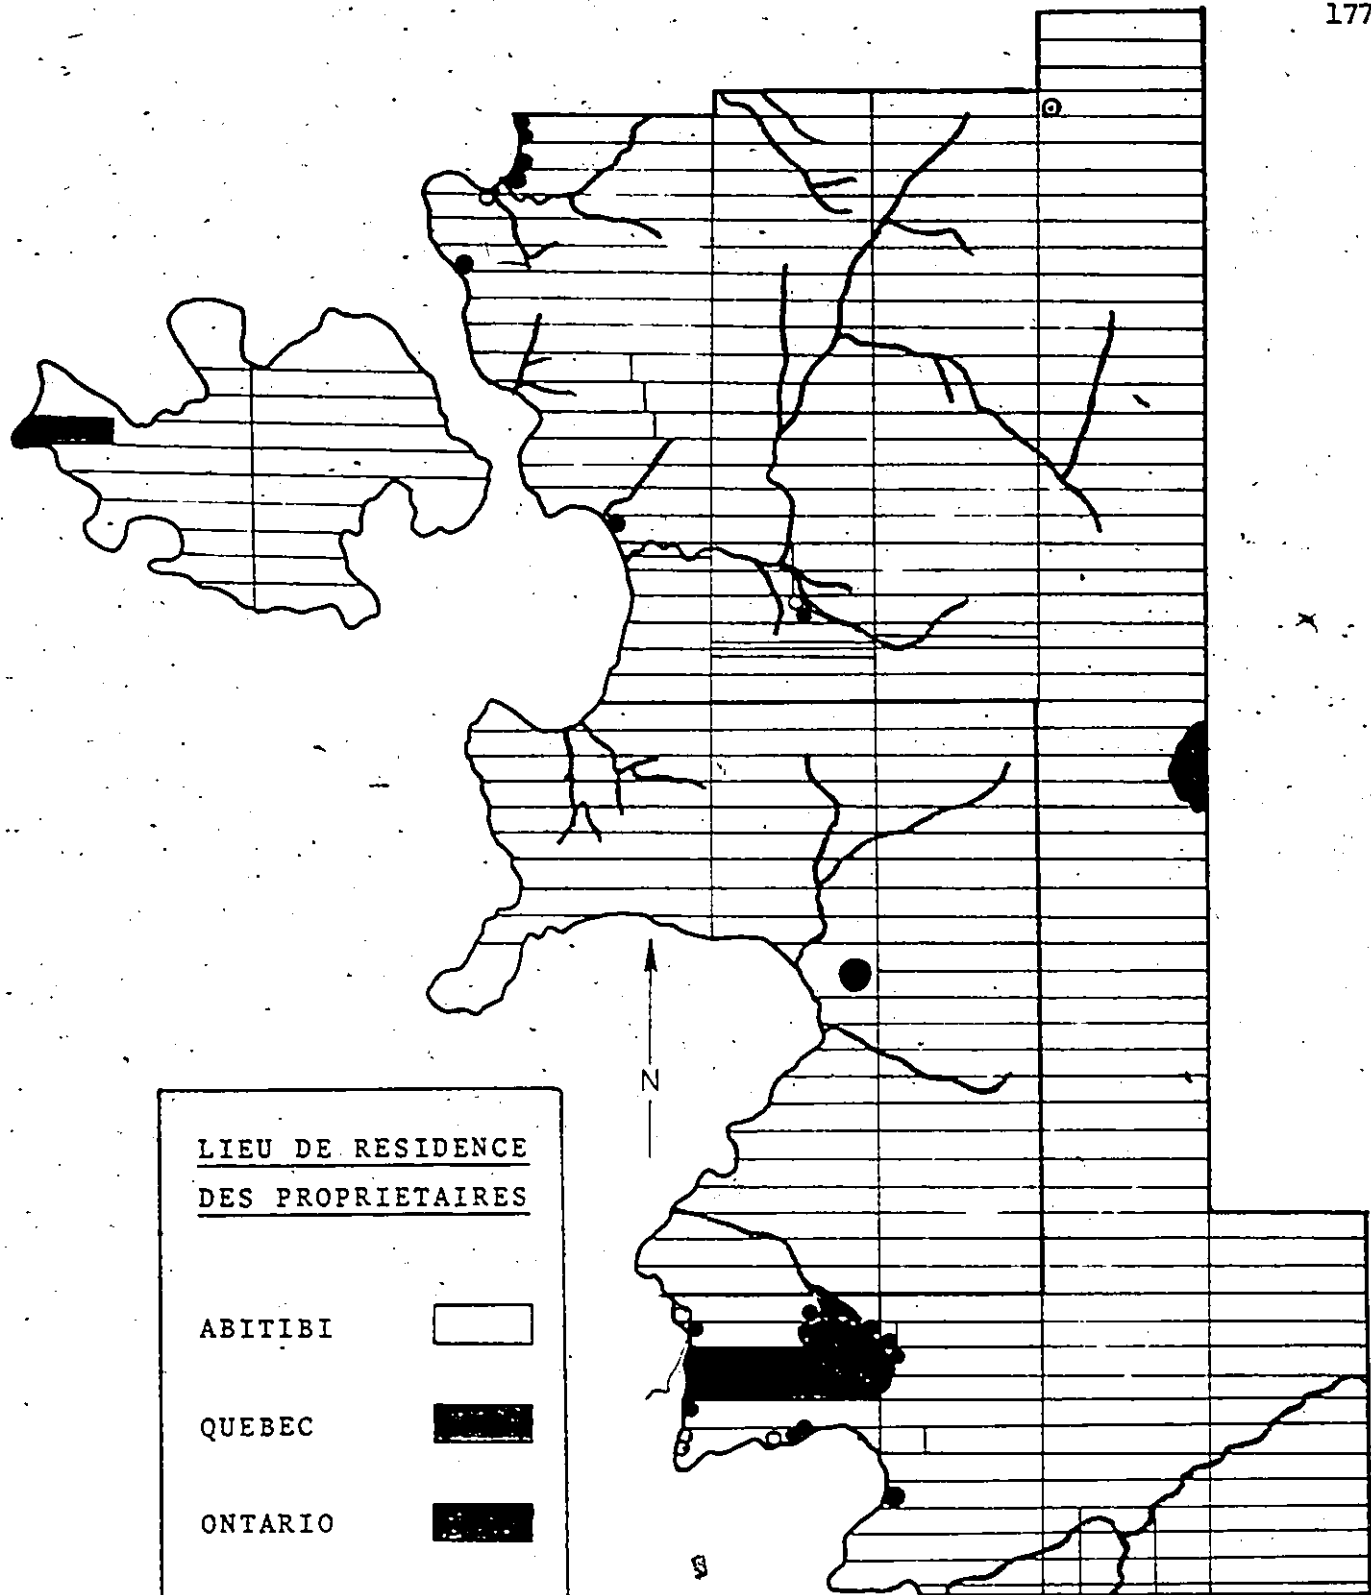 177
N
LIEU DE RESIDENCE
DES PROPRIETAIRES
ABITIBI
QUEBEC
ONTARIO